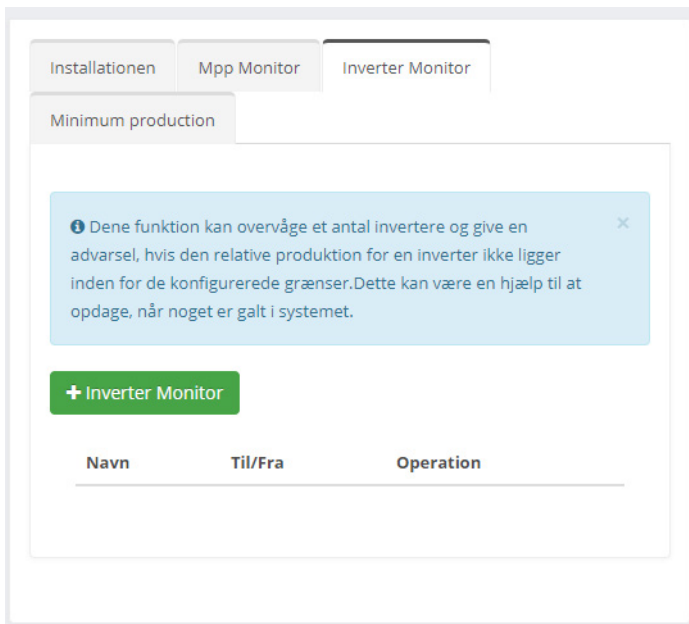 Installationen Mpp Monitor Inverter Monitor
Minimum production
Dene funktion kan overvåge et antal invertere og give en
advarsel, hvis den relative produktion for en inverter ikke ligger
inden for de konfigurerede grænser.Dette kan være en hjælp til at
opdage, når noget er galt i systemet.
+ Inverter Monitor
Navn Til/Fra Operation